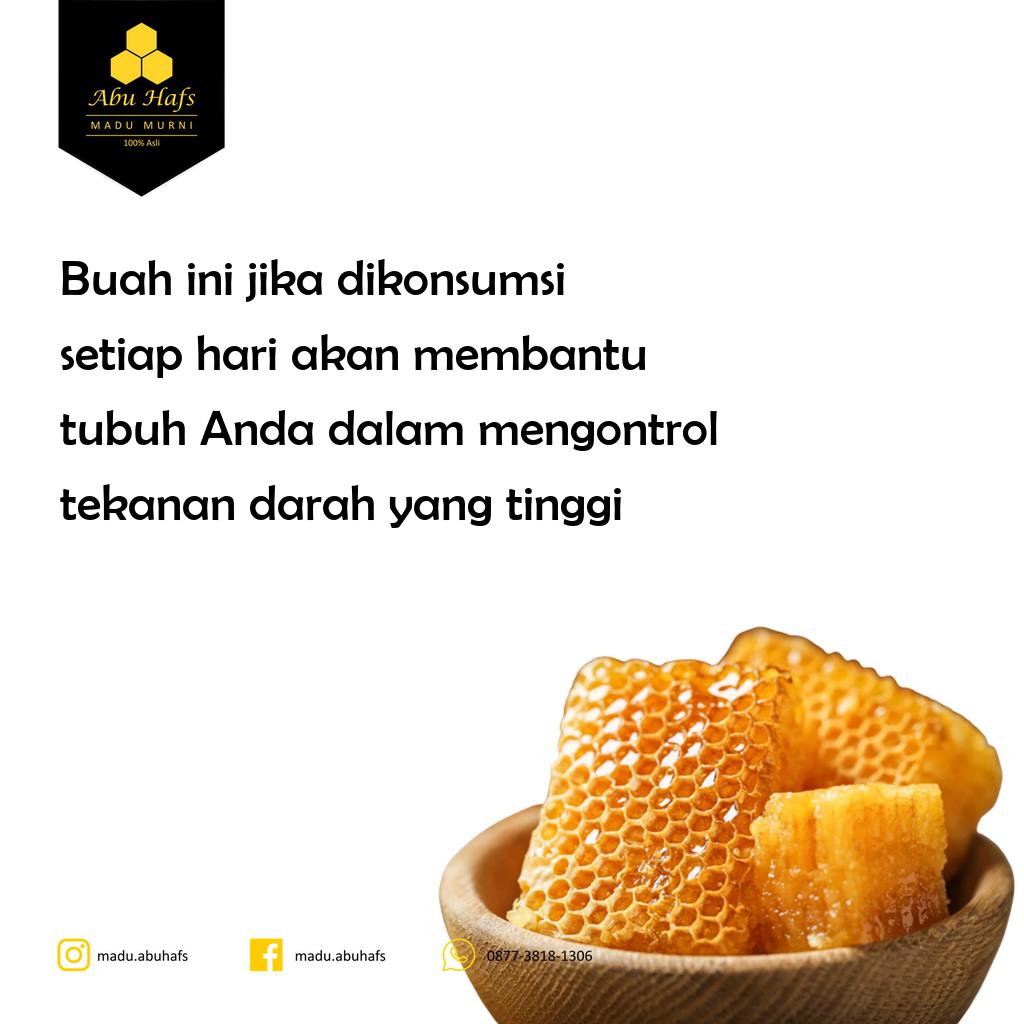 Abu Hafs
MADU MURNI
100% Asli
Buah ini jika dikonsumsi
setiap hari akan membantu
tubuh Anda dalam mengontrol
tekanan darah yang tinggi
madu.abuhafs
madu.abuhafs
0877-3818-1306